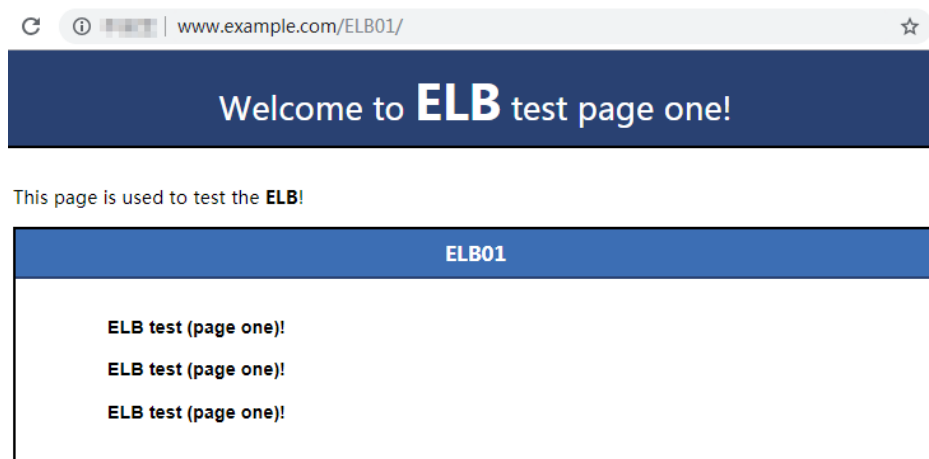 www.example.com/ELB01/
Welcome to ELB test page one!
This page is used to test the ELB!
ELB01
ELB test (page one)!
ELB test (page one)!
ELB test (page one)!